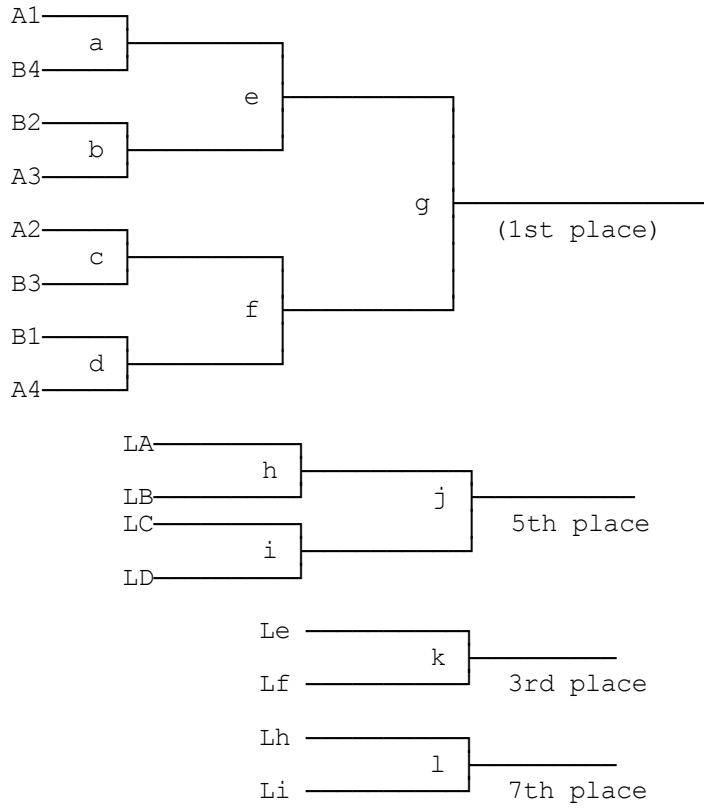 A1
a
B4
e
B2
b
A3
g
(1st place)
A2
c
B3
f
B1
d
A4
LA
h
LB
j
LC
5th place
i
LD
Le
k
Lf
3rd place
Lh
l
Li
7th place